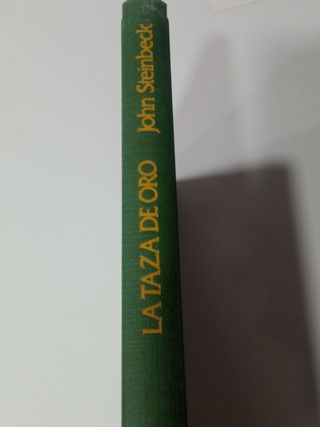 LA TAZA DE ORO John Steinbeck